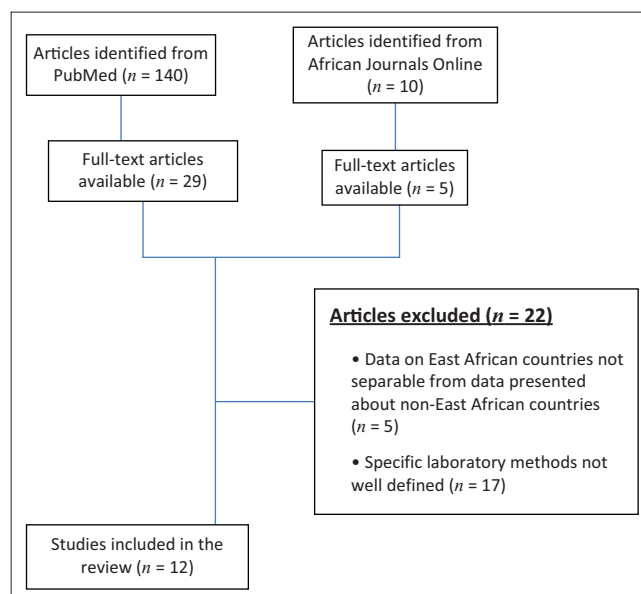 Articles identified from
PubMed (n = 140)
Articles identified from
African Journals Online
(n = 10)
Full-text articles
available (n = 29)
Full-text articles
available (n = 5)
Articles excluded (n = 22)
• Data on East African countries not
separable from data presented
about non-East African countries
(n = 5)
• Specific laboratory methods not
well defined (n = 17)
Studies included in the
review (n = 12)